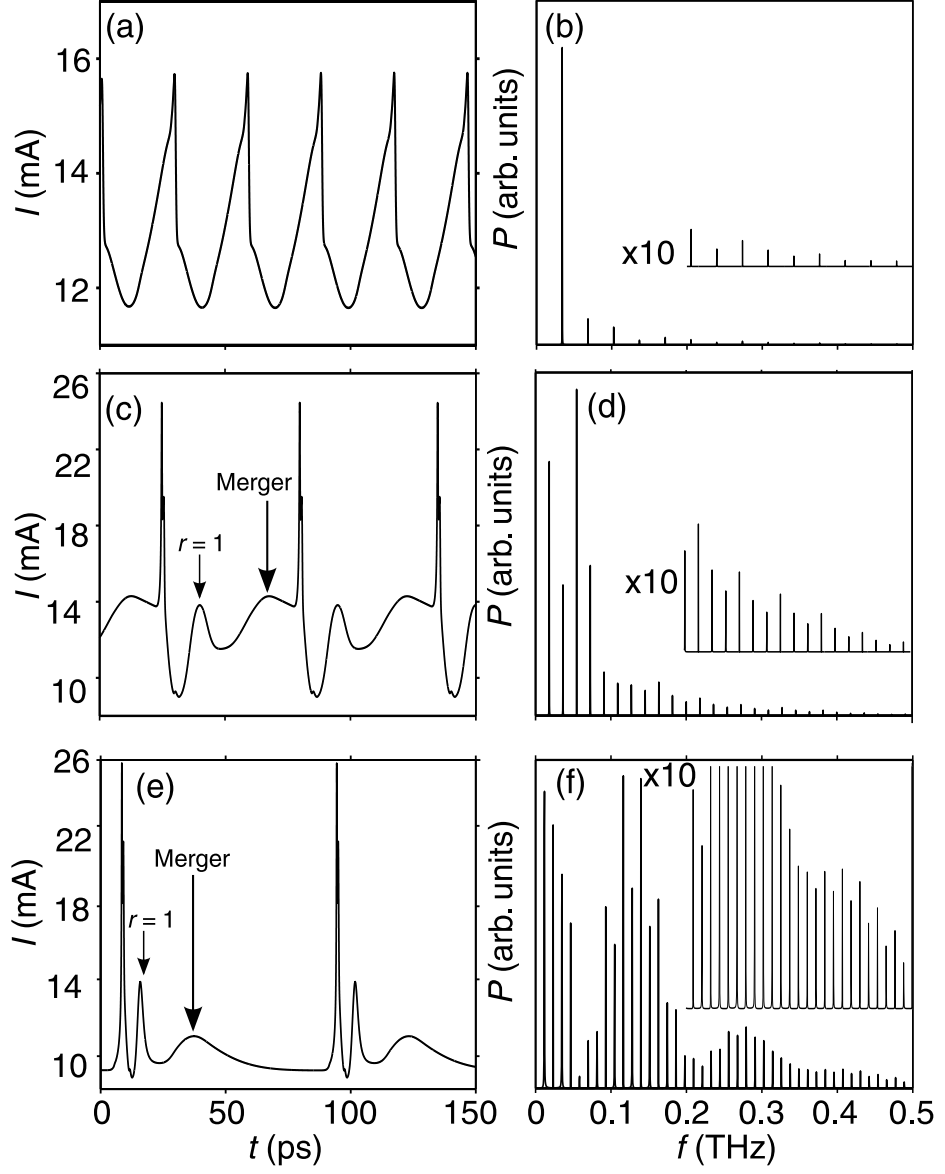 (a)
16
14
12
I (mA)
(b)
P (arb. units)
x10
(c)
26
22
18
14
10
I (mA)
Merger
r = 1
(d)
P (arb. units)
x10
(e)
26
22
18
14
10
I (mA)
Merger
r = 1
0 50 100 150
t (ps)
(f)
P (arb. units)
x10
0 0.1 0.2 0.3 0.4 0.5
f (THz)